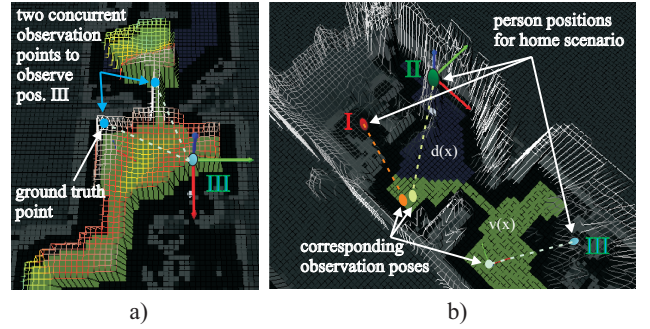 two concurrent
observation
points to
observe
pos. III
ground truth
point
III
a)
person positions
for home scenario
II
I
d(x)
v(x)
III
corresponding
observation poses
b)